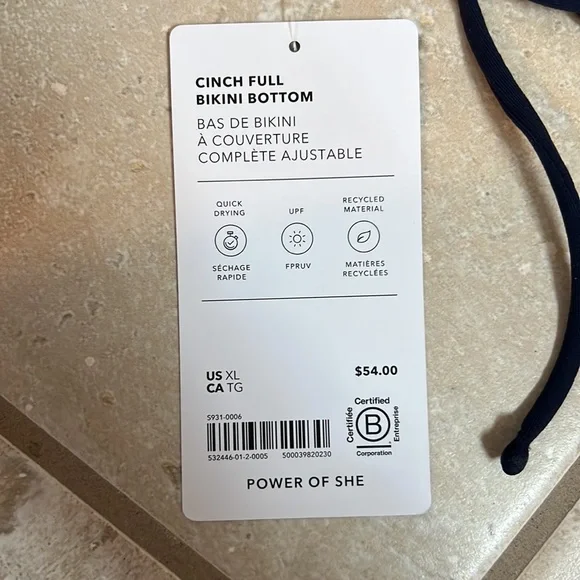 CINCH FULL
BIKINI BOTTOM
BAS DE BIKINI
À COUVERTURE
COMPLÈTE AJUSTABLE
QUICK
DRYING
SÉCHAGE
RAPIDE
UPF
FPRUV
RECYCLED
MATERIAL
MATIÈRES
RECYCLÉES
US XL
CA TG
$54.00
S931-0006
532446-01-2-0005 500039820230
Certified
Certifiée
B
Entreprise
Corporation
POWER OF SHE